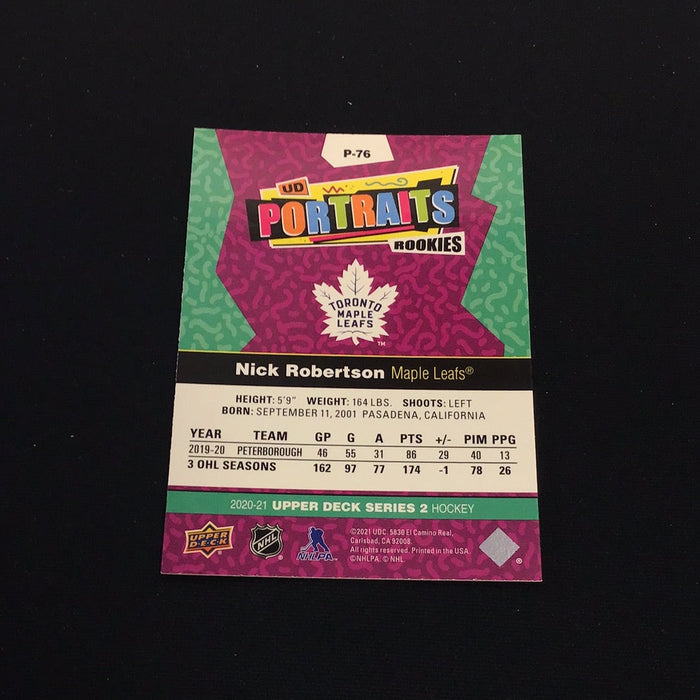 P-76
UD
PORTRAITS
ROOKIES
TORONTO
MAPLE
LEAFS
TM
Nick Robertson Maple Leafs®
HEIGHT: 5'9" WEIGHT: 164 LBS. SHOOTS: LEFT
BORN: SEPTEMBER 11, 2001 PASADENA, CALIFORNIA
YEAR TEAM GP G A PTS +/- PIM PPG
2019-20 PETERBOROUGH 46 55 31 86 29 40 13
3 OHL SEASONS 162 97 77 174 -1 78 26
2020-21 UPPER DECK SERIES 2 HOCKEY
UPPER DECK
NHL
NHLPA
©2021 UDC. 5830 El Camino Real,
Carlsbad, CA 92008.
All rights reserved. Printed in the USA.
©NHLPA. © NHL
®